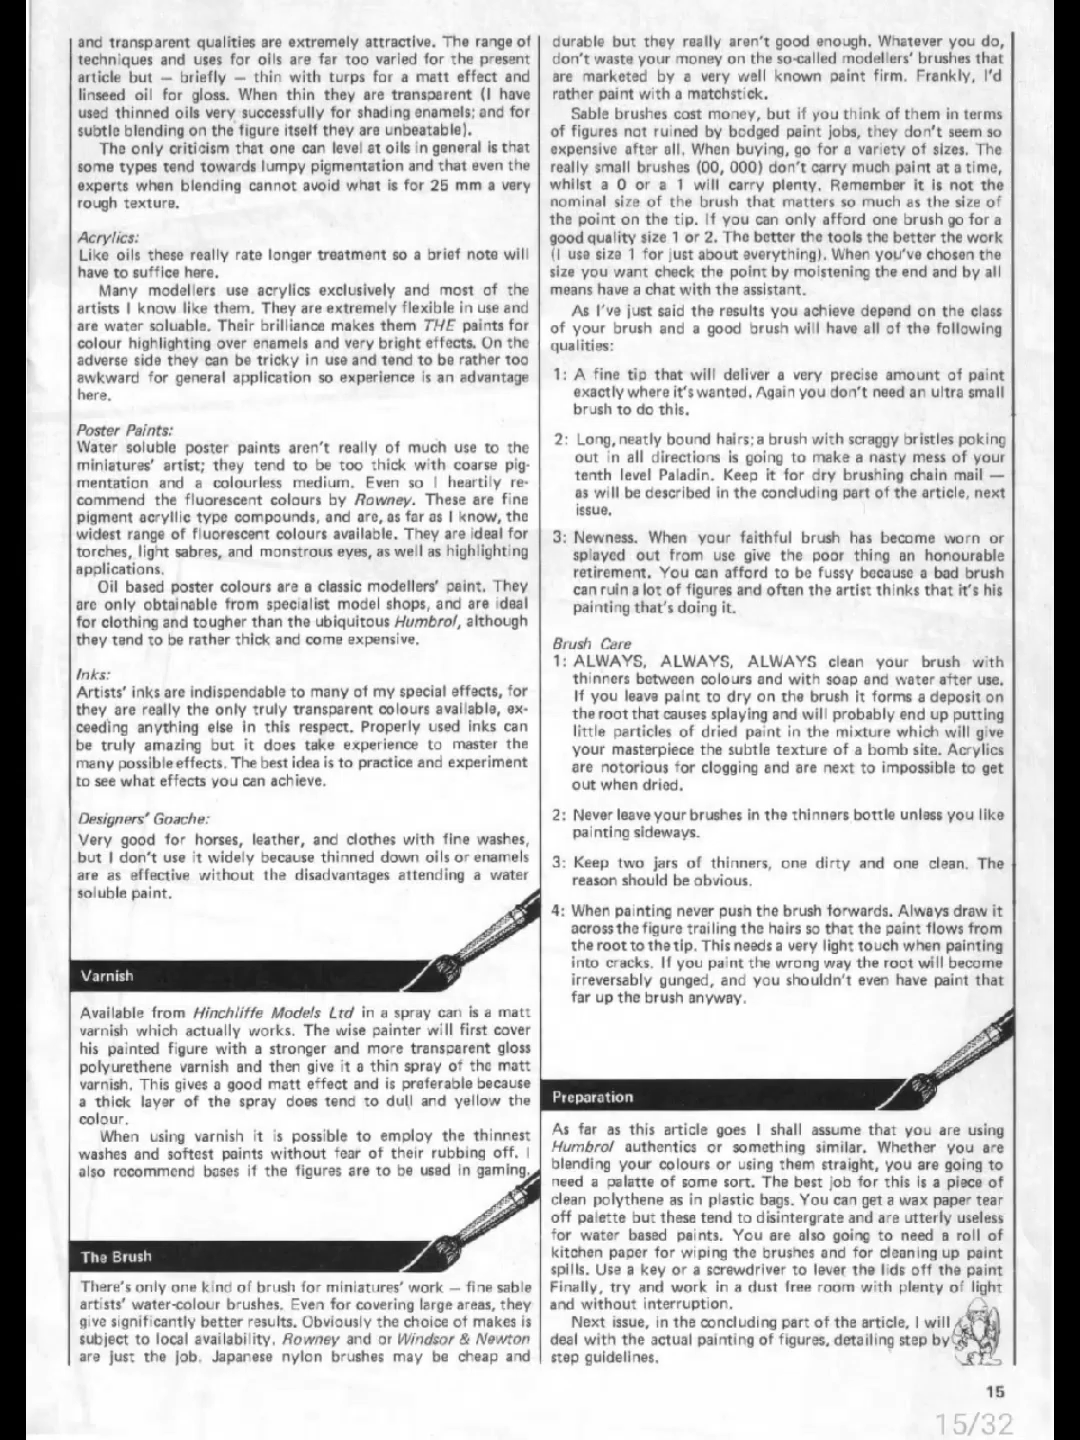 and transparent qualities are extremely attractive. The range of
techniques and uses for oils are far too varied for the present
article but — briefly — thin with turps for a matt effect and
linseed oil for gloss. When thin they are transparent (I have
used thinned oils very successfully for shading enamels; and for
subtle blending on the figure itself they are unbeatable).
The only criticism that one can level at oils in general is that
some types tend towards lumpy pigmentation and that even the
experts when blending cannot avoid what is for 25 mm a very
rough texture.
Acrylics:
Like oils these really rate longer treatment so a brief note will
have to suffice here.
Many modellers use acrylics exclusively and most of the
artists I know like them. They are extremely flexible in use and
are water soluable. Their brilliance makes them THE paints for
colour highlighting over enamels and very bright effects. On the
adverse side they can be tricky in use and tend to be rather too
awkward for general application so experience is an advantage
here.
Poster Paints:
Water soluble poster paints aren't really of much use to the
miniatures' artist; they tend to be too thick with coarse pig-
mentation and a colourless medium. Even so I heartily re-
commend the fluorescent colours by Rowney. These are fine
pigment acryllic type compounds, and are, as far as I know, the
widest range of fluorescent colours available. They are ideal for
torches, light sabres, and monstrous eyes, as well as highlighting
applications.
Oil based poster colours are a classic modellers' paint. They
are only obtainable from specialist model shops, and are ideal
for clothing and tougher than the ubiquitous Humbrol, although
they tend to be rather thick and come expensive.
Inks:
Artists' inks are indispendable to many of my special effects, for
they are really the only truly transparent colours available, ex-
ceeding anything else in this respect. Properly used inks can
be truly amazing but it does take experience to master the
many possible effects. The best idea is to practice and experiment
to see what effects you can achieve.
Designers' Goache:
Very good for horses, leather, and clothes with fine washes,
but I don't use it widely because thinned down oils or enamels
are as effective without the disadvantages attending a water
soluble paint.
Varnish
Available from Hinchliffe Models Ltd in a spray can is a matt
varnish which actually works. The wise painter will first cover
his painted figure with a stronger and more transparent gloss
polyurethene varnish and then give it a thin spray of the matt
varnish. This gives a good matt effect and is preferable because
a thick layer of the spray does tend to dull and yellow the
colour.
When using varnish it is possible to employ the thinnest
washes and softest paints without fear of their rubbing off. I
also recommend bases if the figures are to be used in gaming.
The Brush
There's only one kind of brush for miniatures' work — fine sable
artists' water-colour brushes. Even for covering large areas, they
give significantly better results. Obviously the choice of makes is
subject to local availability. Rowney and or Windsor & Newton
are just the job. Japanese nylon brushes may be cheap and
durable but they really aren't good enough. Whatever you do,
don't waste your money on the so-called modellers' brushes that
are marketed by a very well known paint firm. Frankly, I'd
rather paint with a matchstick.
Sable brushes cost money, but if you think of them in terms
of figures not ruined by bodged paint jobs, they don't seem so
expensive after all. When buying, go for a variety of sizes. The
really small brushes (00, 000) don't carry much paint at a time,
whilst a 0 or a 1 will carry plenty. Remember it is not the
nominal size of the brush that matters so much as the size of
the point on the tip. If you can only afford one brush go for a
good quality size 1 or 2. The better the tools the better the work
(I use size 1 for just about everything). When you've chosen the
size you want check the point by moistening the end and by all
means have a chat with the assistant.
As I've just said the results you achieve depend on the class
of your brush and a good brush will have all of the following
qualities:
1: A fine tip that will deliver a very precise amount of paint
exactly where it's wanted. Again you don't need an ultra small
brush to do this.
2: Long, neatly bound hairs; a brush with scraggy bristles poking
out in all directions is going to make a nasty mess of your
tenth level Paladin. Keep it for dry brushing chain mail —
as will be described in the concluding part of the article, next
issue.
3: Newness. When your faithful brush has become worn or
splayed out from use give the poor thing an honourable
retirement. You can afford to be fussy because a bad brush
can ruin a lot of figures and often the artist thinks that it's his
painting that's doing it.
Brush Care
1: ALWAYS, ALWAYS, ALWAYS clean your brush with
thinners between colours and with soap and water after use.
If you leave paint to dry on the brush it forms a deposit on
the root that causes splaying and will probably end up putting
little particles of dried paint in the mixture which will give
your masterpiece the subtle texture of a bomb site. Acrylics
are notorious for clogging and are next to impossible to get
out when dried.
2: Never leave your brushes in the thinners bottle unless you like
painting sideways.
3: Keep two jars of thinners, one dirty and one clean. The
reason should be obvious.
4: When painting never push the brush forwards. Always draw it
across the figure trailing the hairs so that the paint flows from
the root to the tip. This needs a very light touch when painting
into cracks. If you paint the wrong way the root will become
irreversably gunged, and you shouldn't even have paint that
far up the brush anyway.
Preparation
As far as this article goes I shall assume that you are using
Humbrol authentics or something similar. Whether you are
blending your colours or using them straight, you are going to
need a palatte of some sort. The best job for this is a piece of
clean polythene as in plastic bags. You can get a wax paper tear
off palette but these tend to disintergrate and are utterly useless
for water based paints. You are also going to need a roll of
kitchen paper for wiping the brushes and for cleaning up paint
spills. Use a key or a screwdriver to lever the lids off the paint
Finally, try and work in a dust free room with plenty of light
and without interruption.
Next issue, in the concluding part of the article, I will
deal with the actual painting of figures, detailing step by
step guidelines.
15
15/32